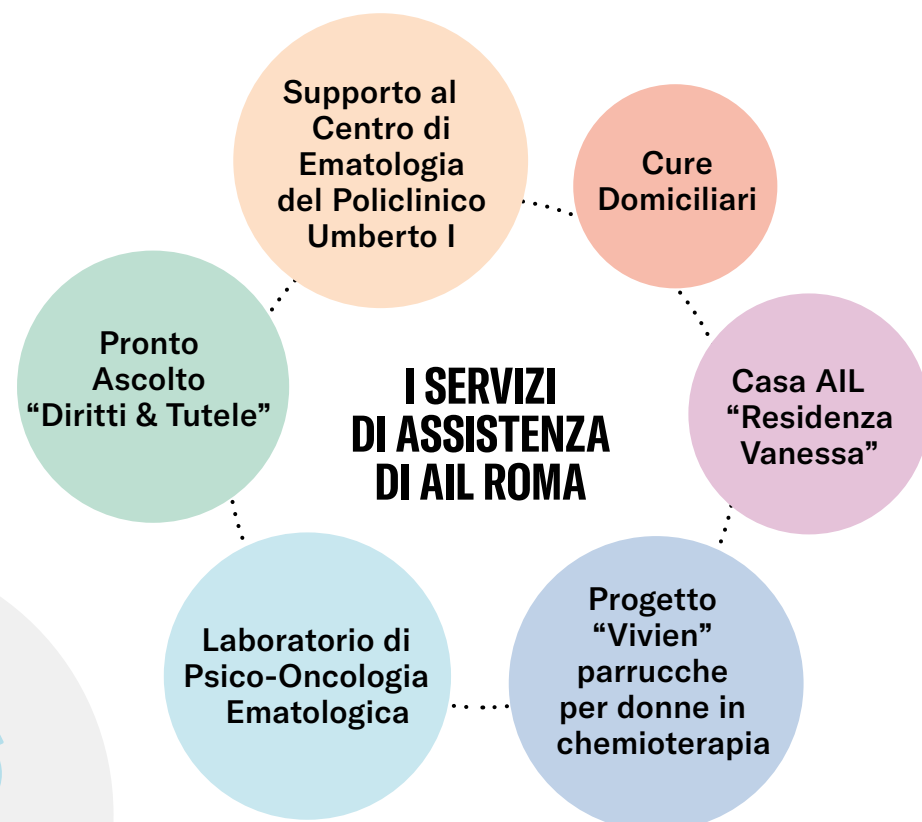 Supporto al
Centro di
Ematologia
del Policlinico
Umberto I
Cure
Domiciliari
Pronto
Ascolto
“Diritti & Tutele”
I SERVIZI
DI ASSISTENZA
DI AIL ROMA
Casa AIL
“Residenza
Vanessa”
Laboratorio di
Psico-Oncologia
Ematologica
Progetto
“Vivien”
parrucche
per donne in
chemioterapia